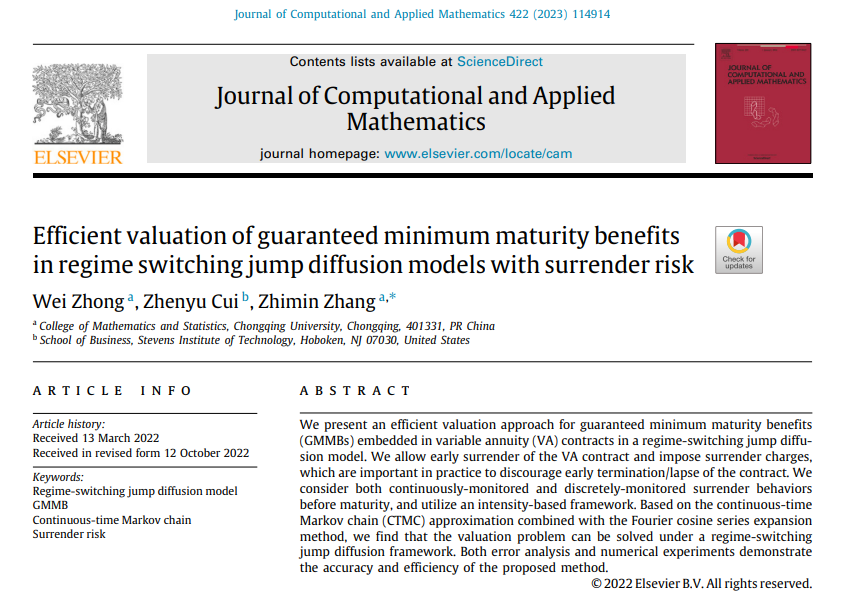 Journal of Computational and Applied Mathematics 422 (2023) 114914
Contents lists available at ScienceDirect
Journal of Computational and Applied
Mathematics
journal homepage: www.elsevier.com/locate/cam
ELSEVIER
JOURNAL OF
COMPUTATIONAL AND
APPLIED MATHEMATICS
Efficient valuation of guaranteed minimum maturity benefits
in regime switching jump diffusion models with surrender risk
Check for
updates
Wei Zhong a, Zhenyu Cui b, Zhimin Zhang a,*
a College of Mathematics and Statistics, Chongqing University, Chongqing, 401331, PR China
b School of Business, Stevens Institute of Technology, Hoboken, NJ 07030, United States
ARTICLE INFO
Article history:
Received 13 March 2022
Received in revised form 12 October 2022
Keywords:
Regime-switching jump diffusion model
GMMB
Continuous-time Markov chain
Surrender risk
ABSTRACT
We present an efficient valuation approach for guaranteed minimum maturity benefits
(GMMBs) embedded in variable annuity (VA) contracts in a regime-switching jump diffu-
sion model. We allow early surrender of the VA contract and impose surrender charges,
which are important in practice to discourage early termination/lapse of the contract. We
consider both continuously-monitored and discretely-monitored surrender behaviors
before maturity, and utilize an intensity-based framework. Based on the continuous-time
Markov chain (CTMC) approximation combined with the Fourier cosine series expansion
method, we find that the valuation problem can be solved under a regime-switching
jump diffusion framework. Both error analysis and numerical experiments demonstrate
the accuracy and efficiency of the proposed method.
© 2022 Elsevier B.V. All rights reserved.